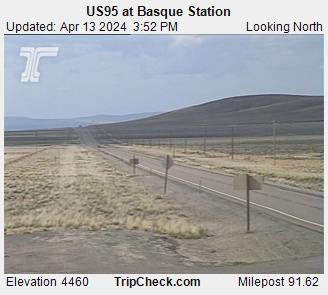 US95 at Basque Station
Updated: Apr 13 2024 3:52 PM Looking North
Elevation 4460 TripCheck.com Milepost 91.62